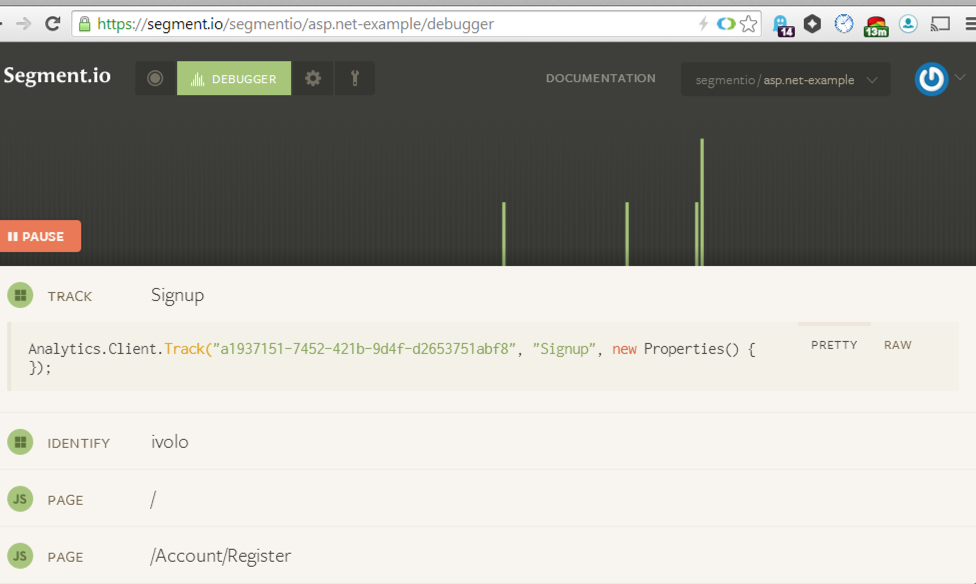 https://segment.io/segmentio/asp.net-example/debugger
14
13m
Segment.io
DEBUGGER
DOCUMENTATION
segmentio / asp.net-example
PAUSE
TRACK Signup
Analytics.Client.Track("a1937151-7452-421b-9d4f-d2653751abf8", "Signup", new Properties() {
});
PRETTY RAW
IDENTIFY ivolo
JS PAGE /
JS PAGE /Account/Register